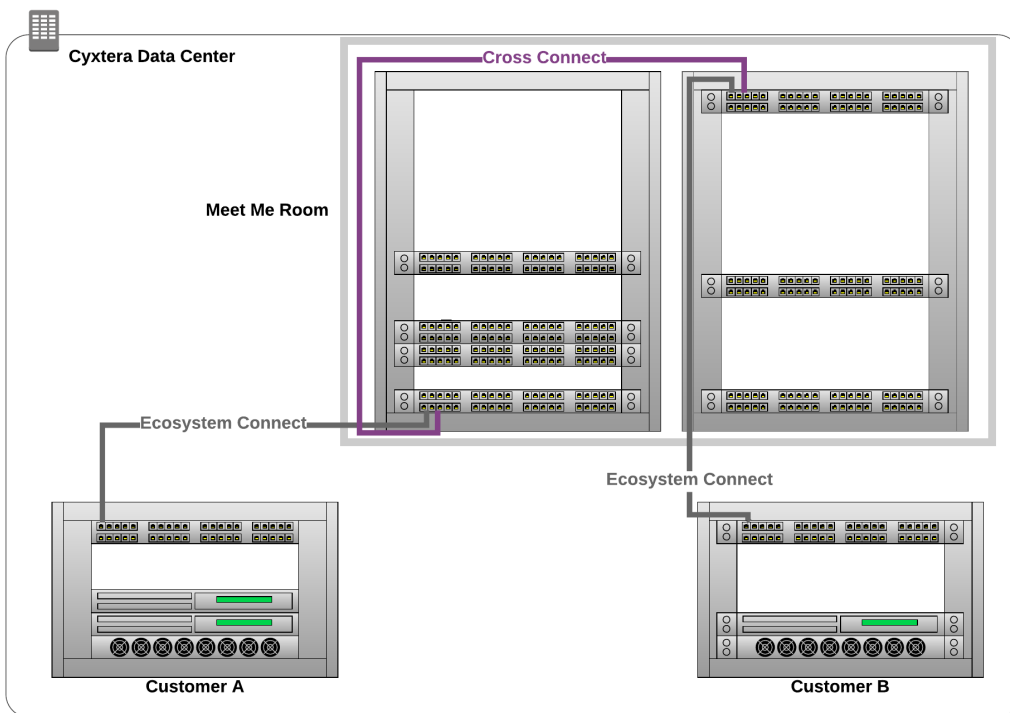 Cyxtera Data Center
Cross Connect
Meet Me Room
Ecosystem Connect
Ecosystem Connect
Customer A
Customer B